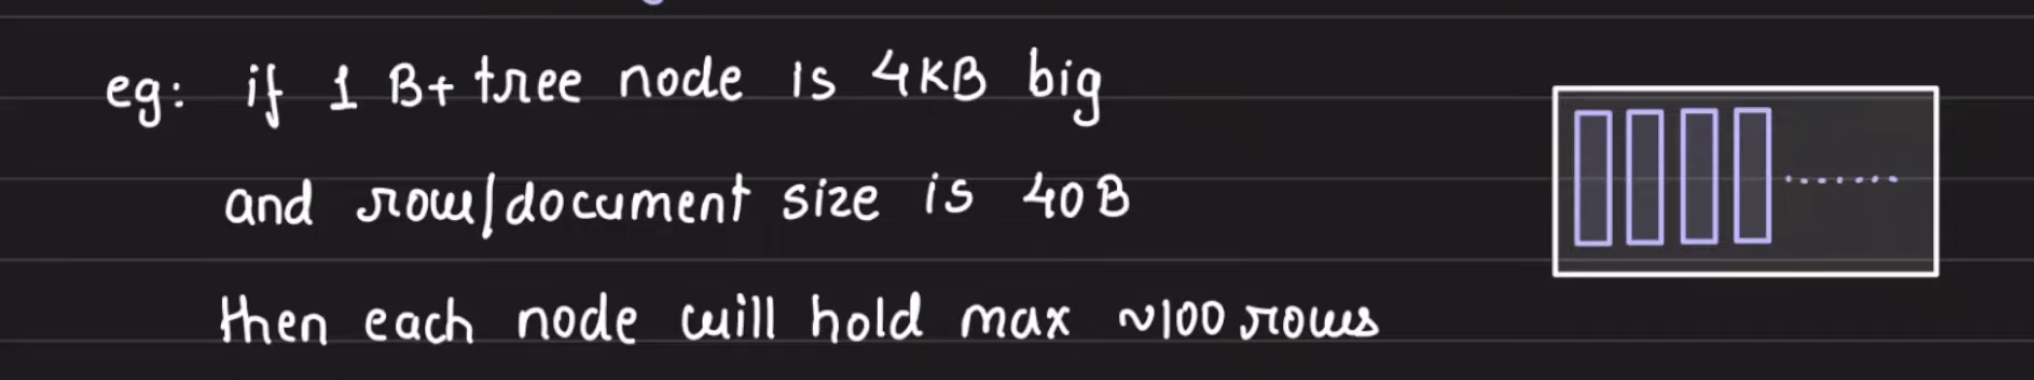 eg: if 1 B+ tree node is 4KB big
and row/document size is 40B
then each node will hold max ~100 rows